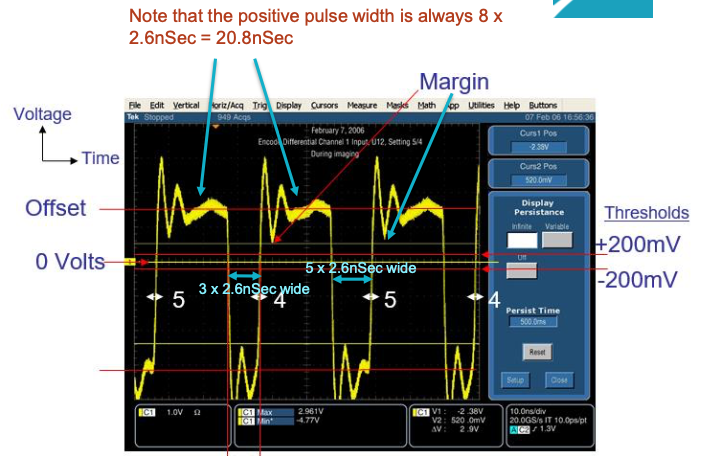 Note that the positive pulse width is always 8 x
2.6nSec = 20.8nSec
Margin
Voltage
Time
File Edit Vertical Horiz/Acq Trig Display Cursors Measure Masks Math App Utilities Help Buttons
Tek Stopped 949 Acqs 07 Feb 06 16:56:36
February 7, 2006
Encode Differential Channel 1 Input, U12, Setting 5/4
During imaging
Curs1 Pos
-2.38V
Curs2 Pos
520.0mV
Display
Persistance
Infinite Variable
Off
Offset
Thresholds
+200mV
0 Volts
-200mV
5 x 2.6nSec wide
3 x 2.6nSec wide
5 4 5 4
Persist Time
500.0ms
Reset
Setup Close
C1 1.0V Ω
C1 Max 2.961V
C1 Min* -4.77V
C1 V1: -2.38V
V2: 520.0mV
ΔV: 2.9V
10.0ns/div
20.0GS/s IT 10.0ps/pt
A C2 1.3V